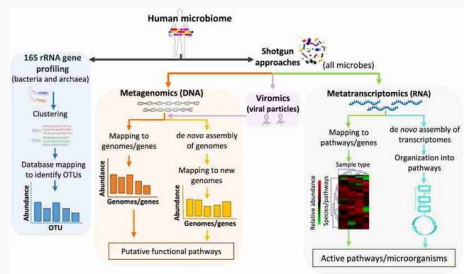 Human microbiome
16S rRNA gene
profiling
(bacteria and archaea)
Clustering
OTU
OTU
Database mapping
to identify OTUs
Abundance
OTU
Shotgun
approaches
(all microbes)
Metagenomics (DNA)
Mapping to
genomes/genes
Abundance
Genomes/genes
de novo assembly
of genomes
Mapping to new
genomes
Abundance
Genomes/genes
Putative functional pathways
Viromics
(viral particles)
Metatranscriptomics (RNA)
Mapping to
pathways/genes
Sample type
Relative abundance
Species/pathways
de novo assembly of
transcriptomes
Organization into
pathways
Active pathways/microorganisms